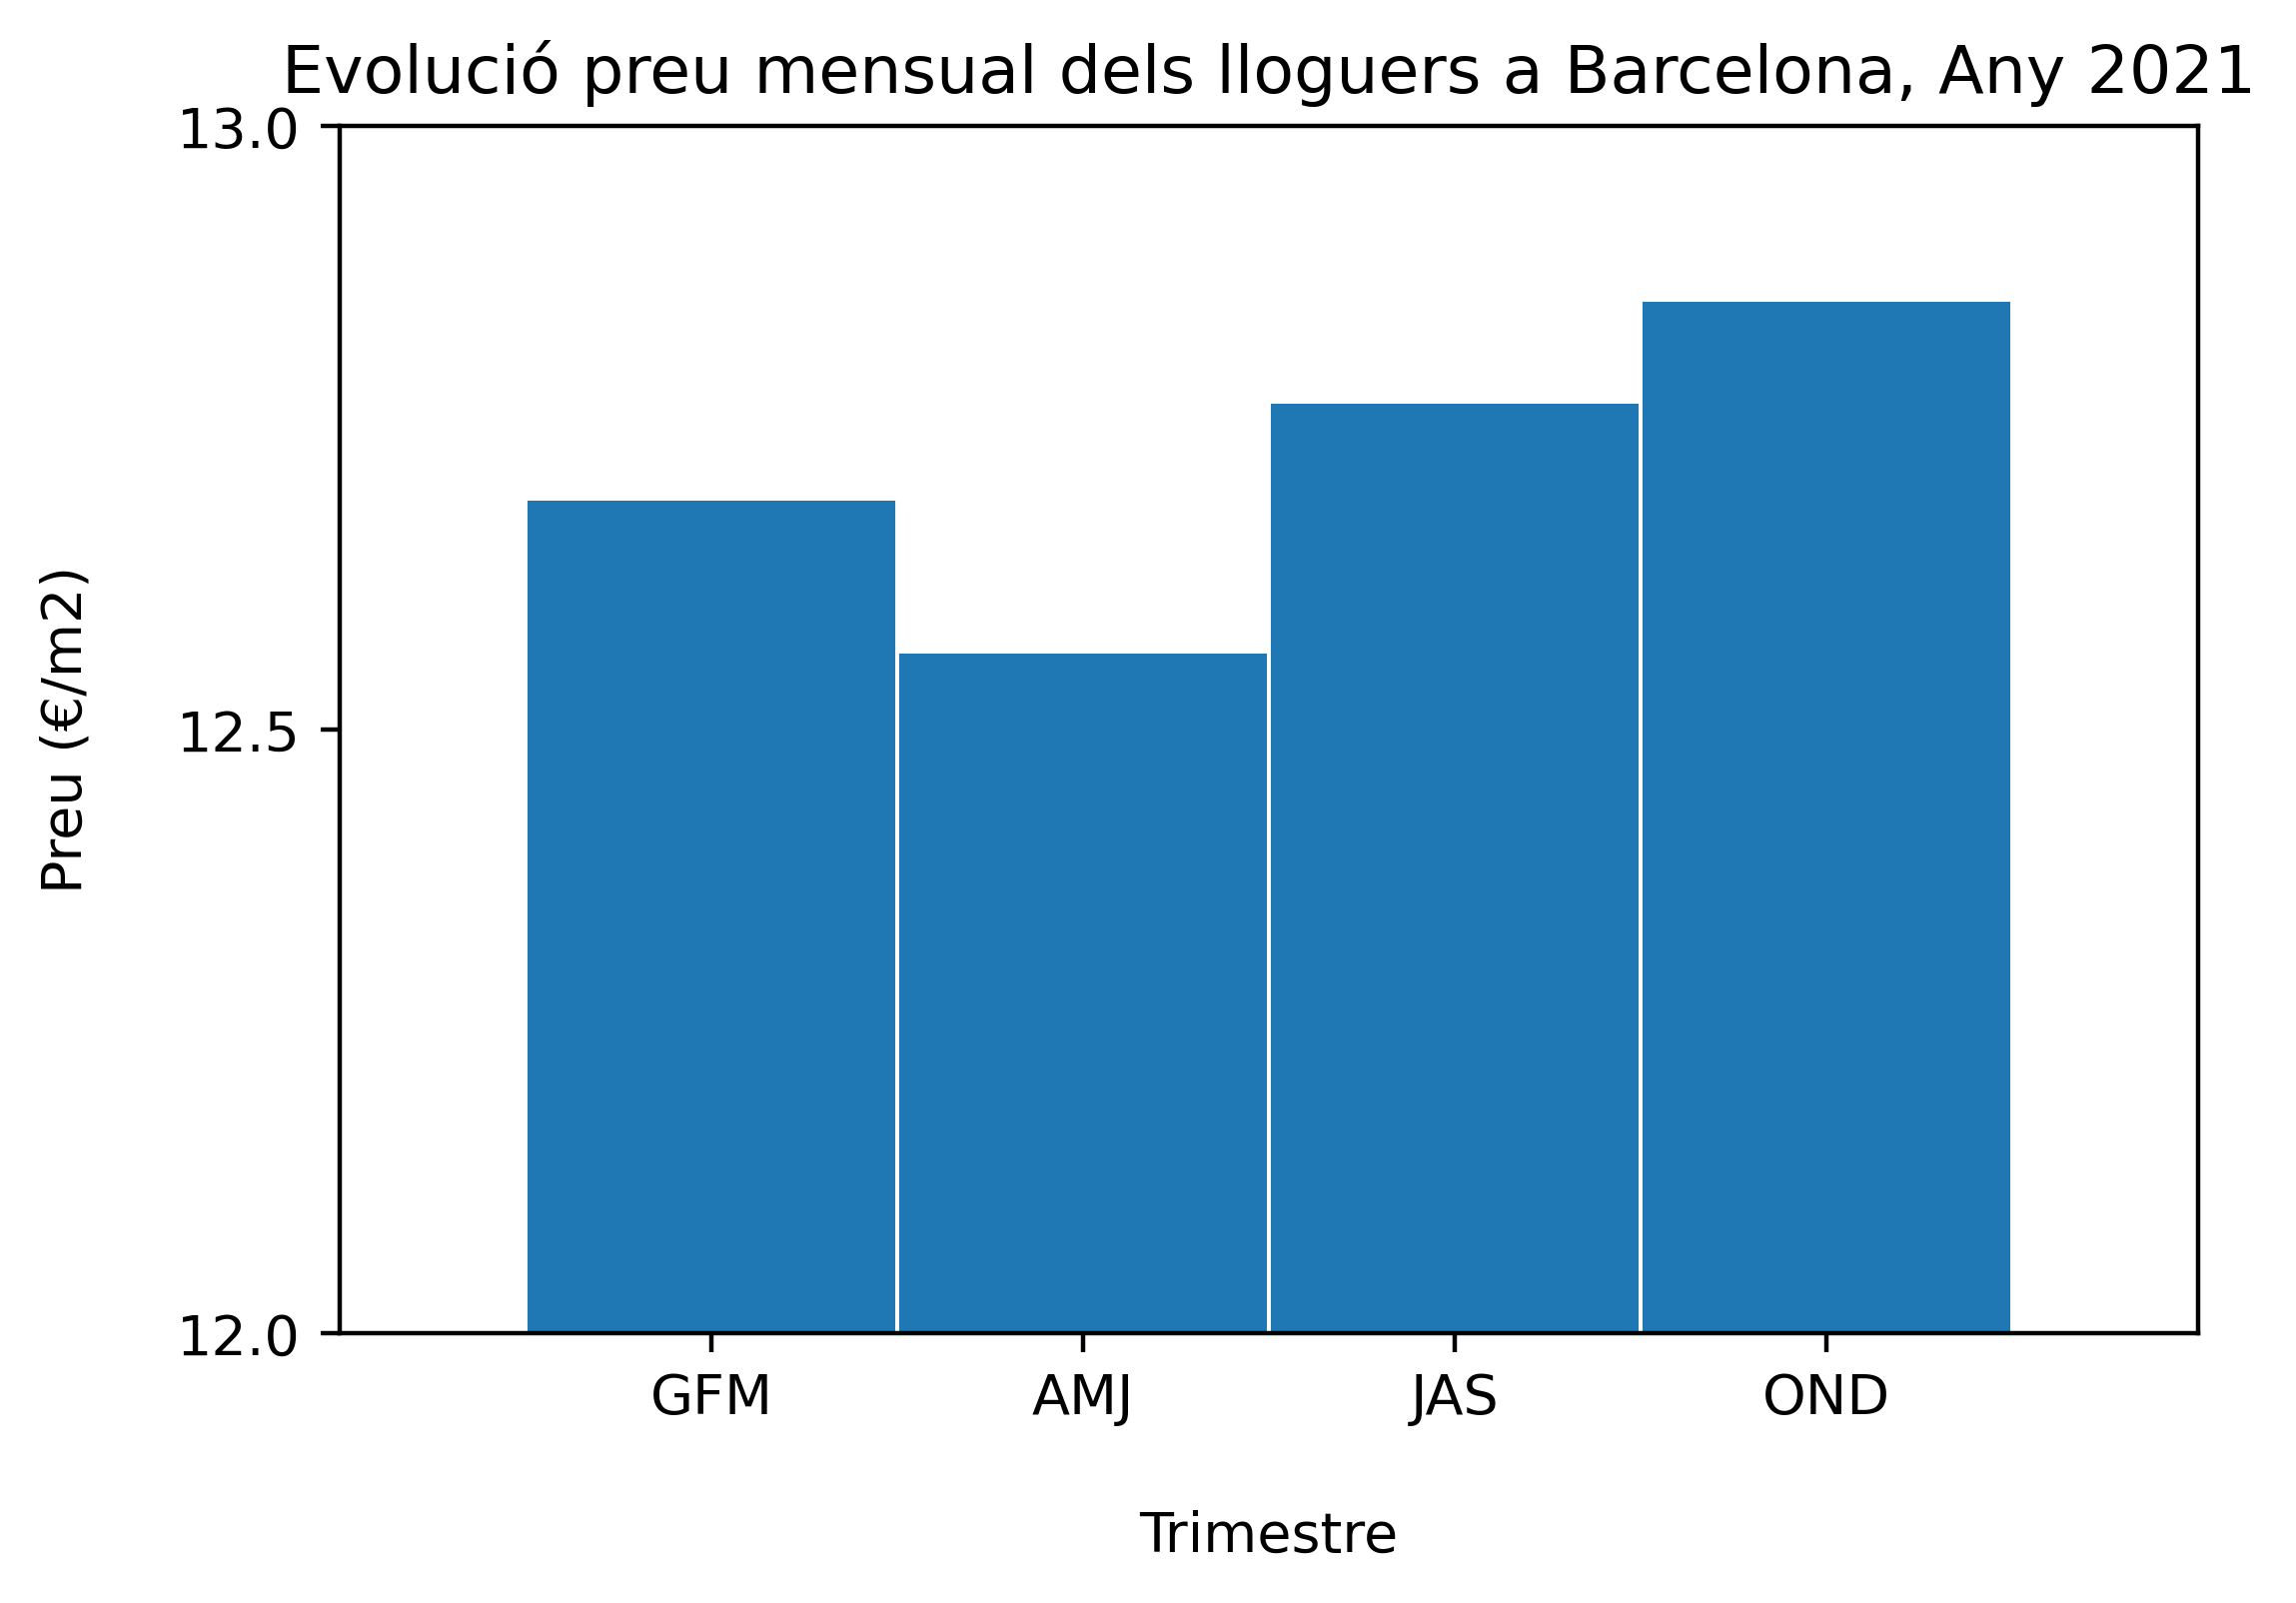 Evolució preu mensual dels lloguers a Barcelona, Any 2021
13.0
12.5
12.0
Preu (€/m2)
GFM
AMJ
JAS
OND
Trimestre